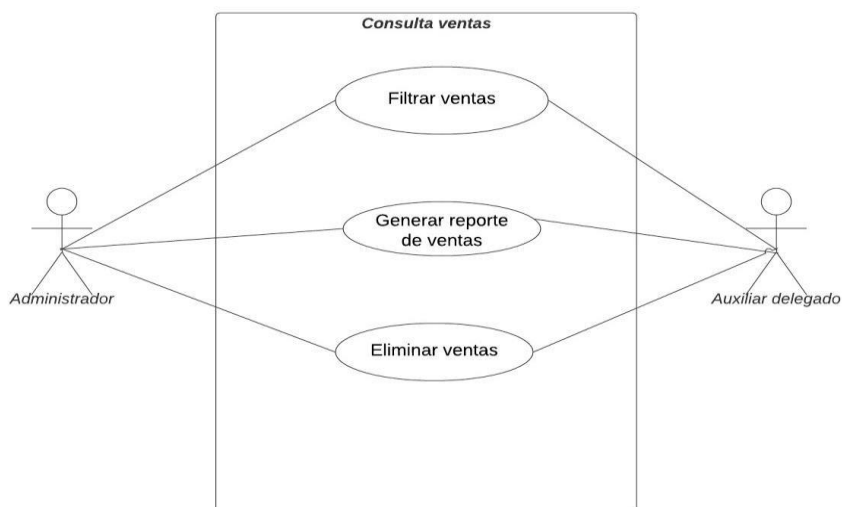 Consulta ventas
Filtrar ventas
Generar reporte
de ventas
Administrador
Auxiliar delegado
Eliminar ventas